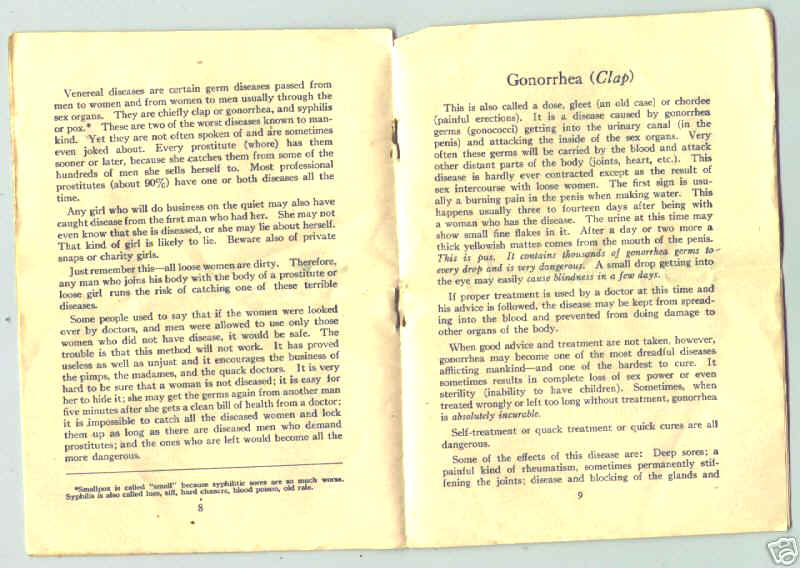 Venereal diseases are certain germ diseases passed from
men to women and from women to men usually through the
sex organs. They are chiefly clap or gonorrhea, and syphilis
or pox.* These are two of the worst diseases known to man-
kind. Yet they are not often spoken of and are sometimes
even joked about. Every prostitute (whore) has them
sooner or later, because she catches them from some of the
hundreds of men she sells herself to. Most professional
prostitutes (about 90%) have one or both diseases all the
time.
Any girl who will do business on the quiet may also have
caught disease from the first man who had her. She may not
even know that she is diseased, or she may lie about herself.
That kind of girl is likely to lie. Beware also of private
snaps or charity girls.
Just remember this—all loose women are dirty. Therefore,
any man who joins his body with the body of a prostitute or
loose girl runs the risk of catching one of these terrible
diseases.
Some people used to say that if the women were looked
over by doctors, and men were allowed to use only those
women who did not have disease, it would be safe. The
trouble is that this method will not work. It has proved
useless as well as unjust and it encourages the business of
the pimps, the madames, and the quack doctors. It is very
hard to be sure that a woman is not diseased; it is easy for
her to hide it; she may get the germs again from another man
five minutes after she gets a clean bill of health from a doctor;
it is impossible to catch all the diseased women and lock
them up as long as there are diseased men who demand
prostitutes; and the ones who are left would become all the
more dangerous.
*Smallpox is called "small" because syphilitic sores are so much worse.
Syphilis is also called lues, siff, hard chancre, blood poison, old rale.
8
Gonorrhea (Clap)
This is also called a dose, gleet (an old case) or chordee
(painful erections). It is a disease caused by gonorrhea
germs (gonococci) getting into the urinary canal (in the
penis) and attacking the inside of the sex organs. Very
often these germs will be carried by the blood and attack
other distant parts of the body (joints, heart, etc.). This
disease is hardly ever contracted except as the result of
sex intercourse with loose women. The first sign is usu-
ally a burning pain in the penis when making water. This
happens usually three to fourteen days after being with
a woman who has the disease. The urine at this time may
show small fine flakes in it. After a day or two more a
thick yellowish matter comes from the mouth of the penis.
This is pus. It contains thousands of gonorrhea germs to
every drop and is very dangerous. A small drop getting into
the eye may easily cause blindness in a few days.
If proper treatment is used by a doctor at this time and
his advice is followed, the disease may be kept from spread-
ing into the blood and prevented from doing damage to
other organs of the body.
When good advice and treatment are not taken, however,
gonorrhea may become one of the most dreadful diseases
afflicting mankind—and one of the hardest to cure. It
sometimes results in complete loss of sex power or even
sterility (inability to have children). Sometimes, when
treated wrongly or left too long without treatment, gonorrhea
is absolutely incurable.
Self-treatment or quack treatment or quick cures are all
dangerous.
Some of the effects of this disease are: Deep sores; a
painful kind of rheumatism, sometimes permanently stif-
fening the joints; disease and blocking of the glands and
9